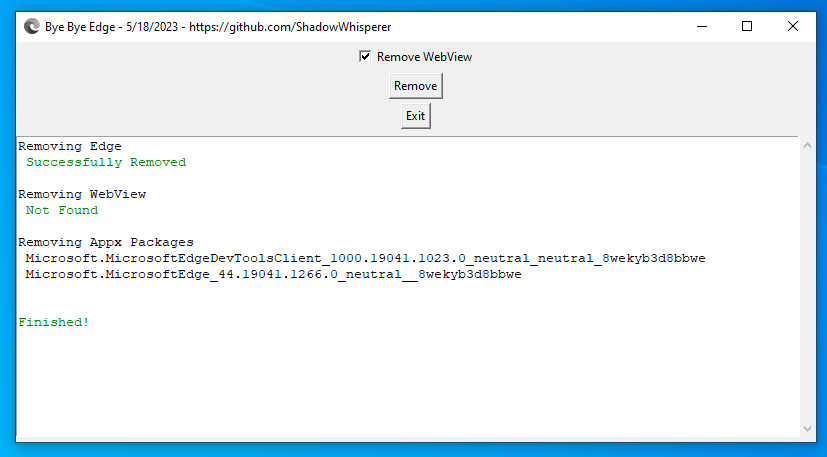 Bye Bye Edge - 5/18/2023 - https://github.com/ShadowWhisperer
Remove WebView
Remove
Exit
Removing Edge
Successfully Removed
Removing WebView
Not Found
Removing Appx Packages
Microsoft.MicrosoftEdgeDevToolsClient_1000.19041.1023.0_neutral_neutral_8wekyb3d8bbwe
Microsoft.MicrosoftEdge_44.19041.1266.0_neutral__8wekyb3d8bbwe
Finished!